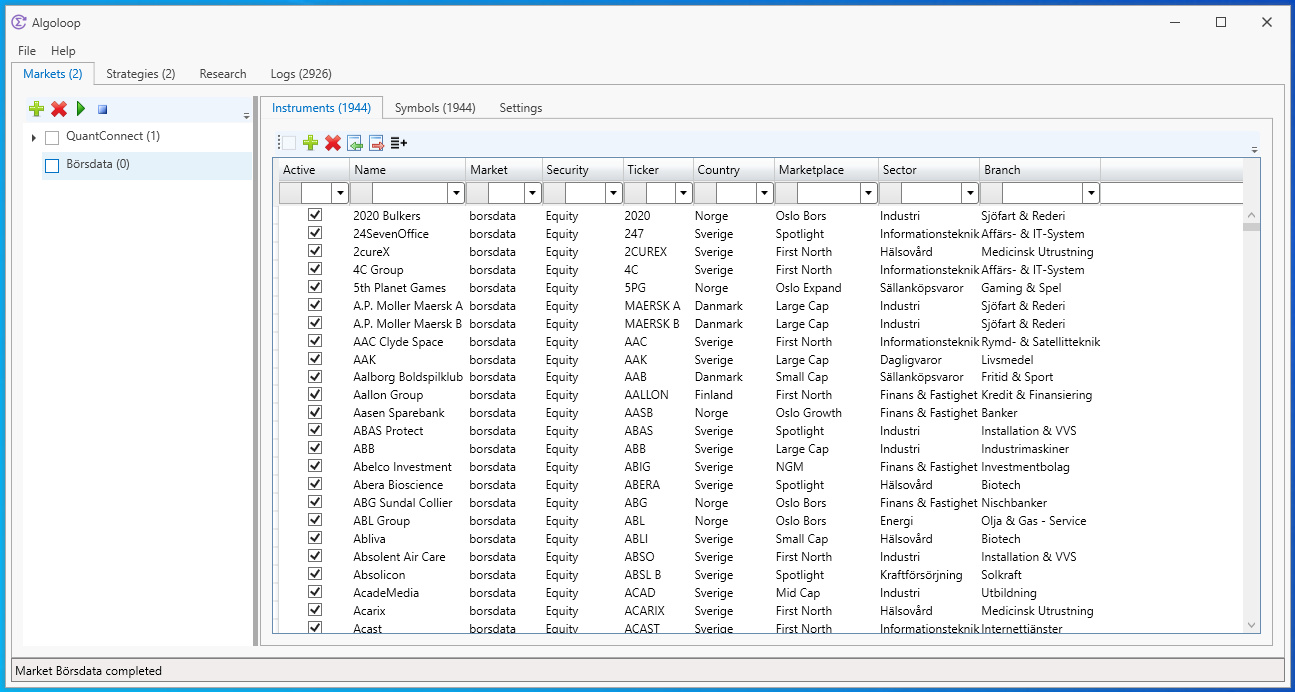 Algoloop
File Help
Markets (2) Strategies (2) Research Logs (2926)
QuantConnect (1)
Börsdata (0)
Instruments (1944) Symbols (1944) Settings
Active Name Market Security Ticker Country Marketplace Sector Branch
2020 Bulkers borsdata Equity 2020 Norge Oslo Bors Industri Sjöfart & Rederi
24SevenOffice borsdata Equity 247 Sverige Spotlight Informationsteknik Affärs- & IT-System
2cureX borsdata Equity 2CUREX Sverige First North Hälsovård Medicinsk Utrustning
4C Group borsdata Equity 4C Sverige First North Informationsteknik Affärs- & IT-System
5th Planet Games borsdata Equity 5PG Norge Oslo Expand Sällanköpsvaror Gaming & Spel
A.P. Moller Maersk A borsdata Equity MAERSK A Danmark Large Cap Industri Sjöfart & Rederi
A.P. Moller Maersk B borsdata Equity MAERSK B Danmark Large Cap Industri Sjöfart & Rederi
AAC Clyde Space borsdata Equity AAC Sverige First North Informationsteknik Rymd- & Satellitteknik
AAK borsdata Equity AAK Sverige Large Cap Dagligvaror Livsmedel
Aalborg Boldspilklub borsdata Equity AAB Danmark Small Cap Sällanköpsvaror Fritid & Sport
Aallon Group borsdata Equity AALLON Finland First North Finans & Fastighet Kredit & Finansiering
Aasen Sparebank borsdata Equity AASB Norge Oslo Growth Finans & Fastighet Banker
ABAS Protect borsdata Equity ABAS Sverige Spotlight Industri Installation & VVS
ABB borsdata Equity ABB Sverige Large Cap Industri Industrimaskiner
Abelco Investment borsdata Equity ABIG Sverige NGM Finans & Fastighet Investmentbolag
Abera Bioscience borsdata Equity ABERA Sverige Spotlight Hälsovård Biotech
ABG Sundal Collier borsdata Equity ABG Norge Oslo Bors Finans & Fastighet Nischbanker
ABL Group borsdata Equity ABL Norge Oslo Bors Energi Olja & Gas - Service
Abliva borsdata Equity ABLI Sverige Small Cap Hälsovård Biotech
Absolent Air Care borsdata Equity ABSO Sverige First North Industri Installation & VVS
Absolicon borsdata Equity ABSL B Sverige Spotlight Kraftförsörjning Solkraft
AcadeMedia borsdata Equity ACAD Sverige Mid Cap Industri Utbildning
Acarix borsdata Equity ACARIX Sverige First North Hälsovård Medicinsk Utrustning
Acast borsdata Equity ACAST Sverige First North Informationsteknik Internettjänster
Market Börsdata completed